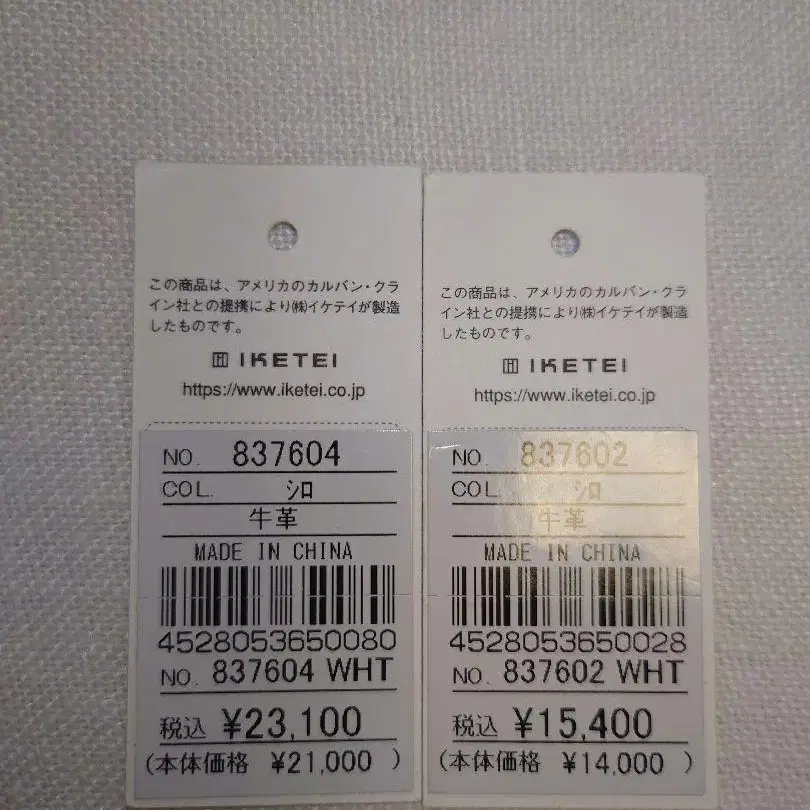 この商品は、アメリカのカルバン・クラ
イン社との提携により㈱イケテイが製造
したものです。
IKETEI
https://www.iketei.co.jp
NO. 837604
COL. シロ
牛革
MADE IN CHINA
4528053650080
NO. 837604 WHT
税込 ¥23,100
(本体価格 ¥21,000 )
この商品は、アメリカのカルバン・クラ
イン社との提携により㈱イケテイが製造
したものです。
IKETEI
https://www.iketei.co.jp
NO. 837602
COL. シロ
牛革
MADE IN CHINA
4528053650028
NO. 837602 WHT
税込 ¥15,400
(本体価格 ¥14,000 )